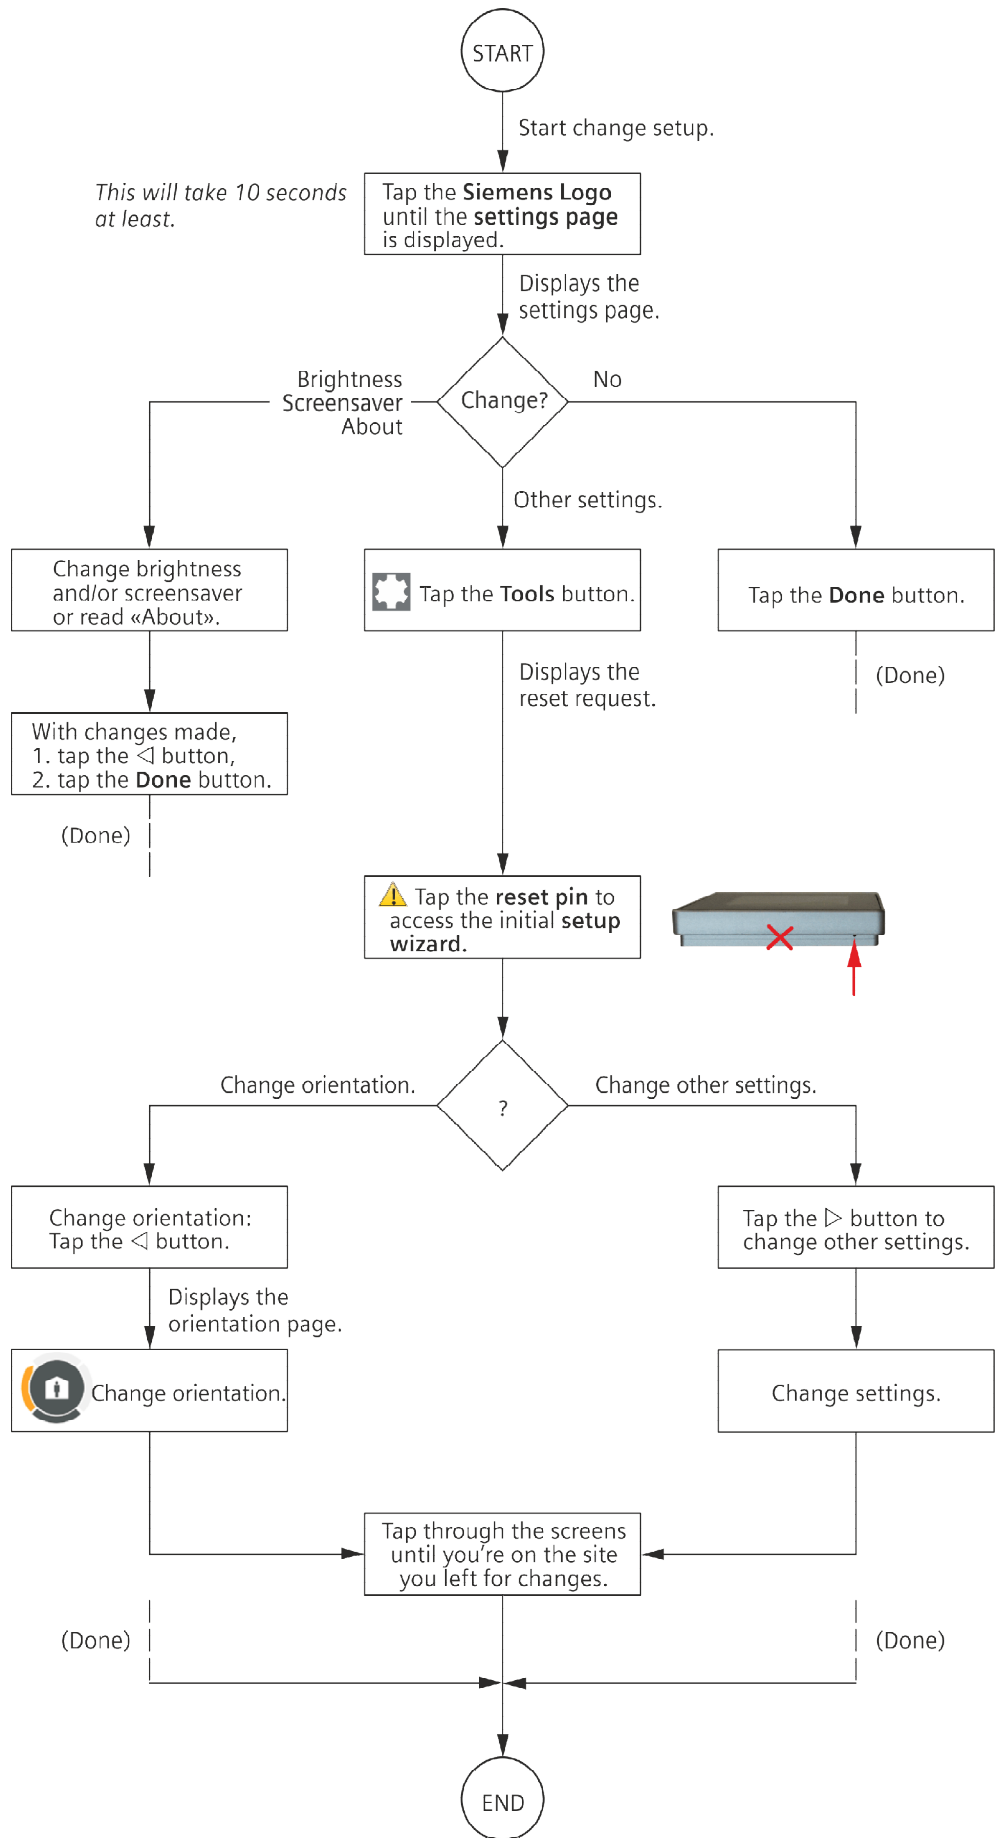 START
Start change setup.
This will take 10 seconds
at least.
Tap the Siemens Logo
until the settings page
is displayed.
Displays the
settings page.
Brightness
Screensaver
About
Change?
No
Other settings.
Change brightness
and/or screensaver
or read «About».
Tap the Tools button.
Tap the Done button.
Displays the
reset request.
(Done)
With changes made,
1. tap the ◁ button,
2. tap the Done button.
(Done)
Tap the reset pin to
access the initial setup
wizard.
Change orientation.
?
Change other settings.
Change orientation:
Tap the ◁ button.
Tap the ▷ button to
change other settings.
Displays the
orientation page.
Change orientation.
Change settings.
Tap through the screens
until you're on the site
you left for changes.
(Done)
(Done)
END